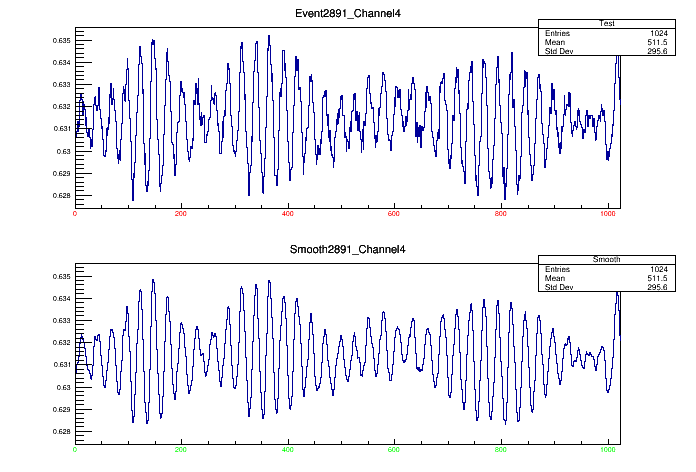 Event2891_Channel4
Test
Entries 1024
Mean 511.5
Std Dev 295.6
0.635
0.634
0.633
0.632
0.631
0.63
0.629
0.628
0 200 400 600 800 1000
Smooth2891_Channel4
Smooth
Entries 1024
Mean 511.5
Std Dev 295.6
0.635
0.634
0.633
0.632
0.631
0.63
0.629
0.628
0 200 400 600 800 1000